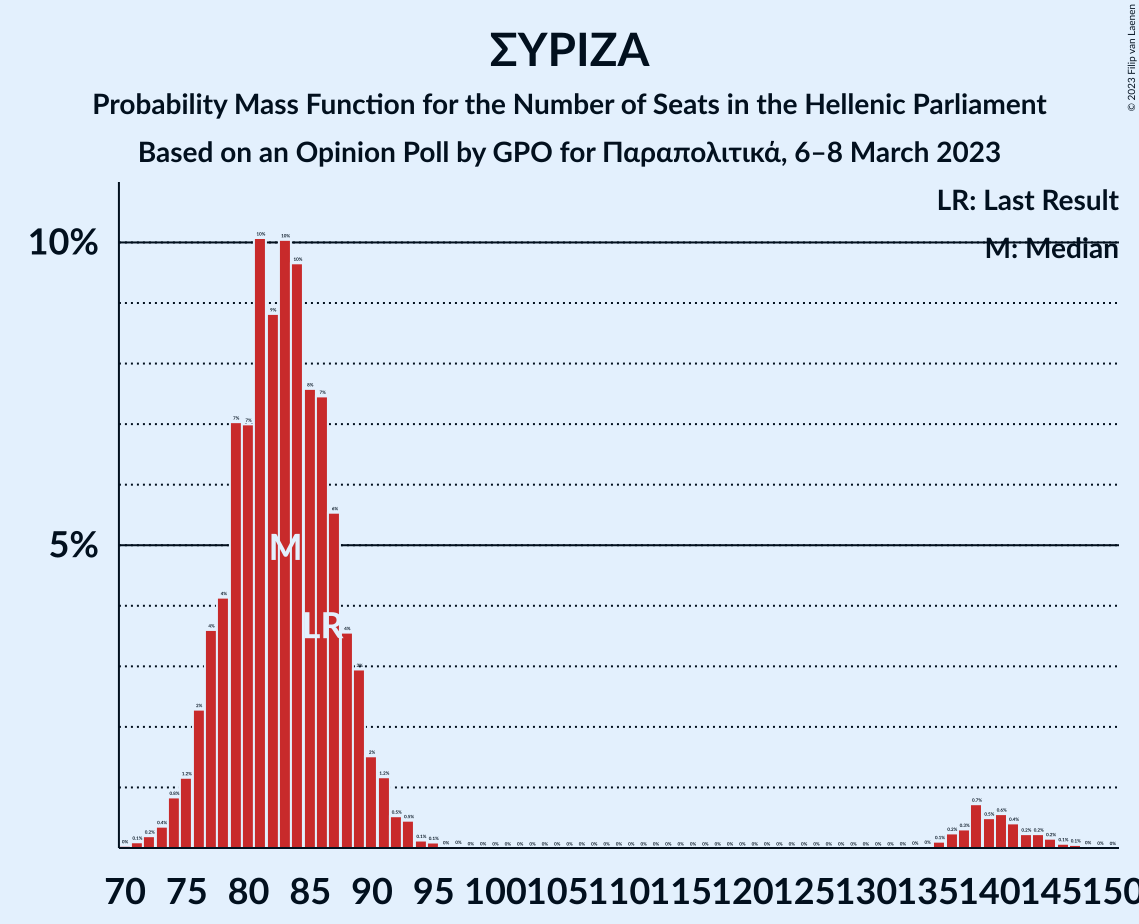 ΣΥΡΙΖΑ
Probability Mass Function for the Number of Seats in the Hellenic Parliament
Based on an Opinion Poll by GPO for Παραπολιτικά, 6–8 March 2023
© 2023 Filip van Laenen
LR: Last Result
M: Median
10%
5%
M
LR
70 75 80 85 90 95 100 105 110 115 120 125 130 135 140 145 150